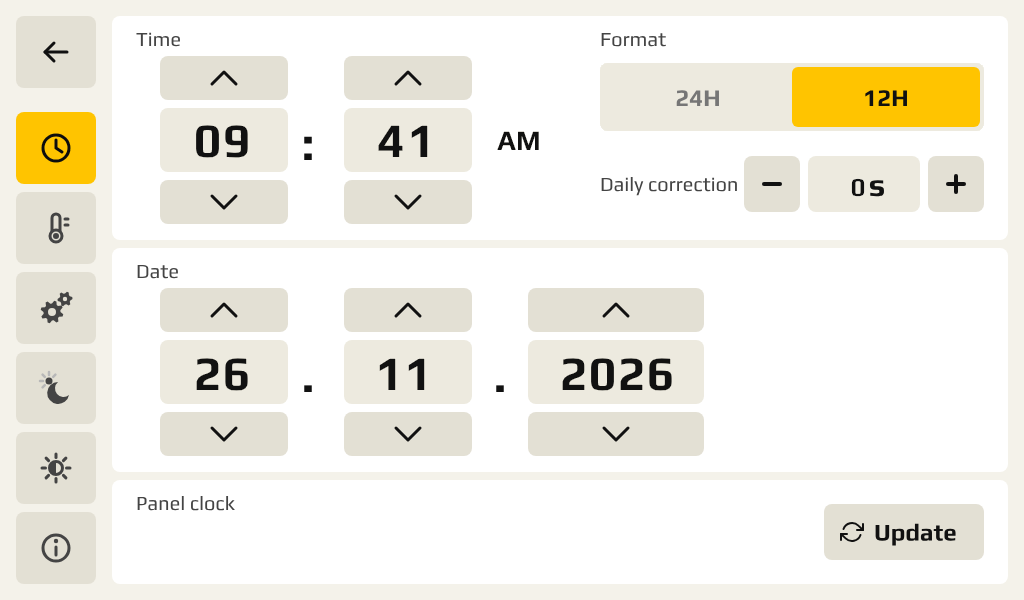 Time
Format
09 : 41 AM
24H 12H
Daily correction 0s
Date
26 . 11 . 2026
Panel clock
Update